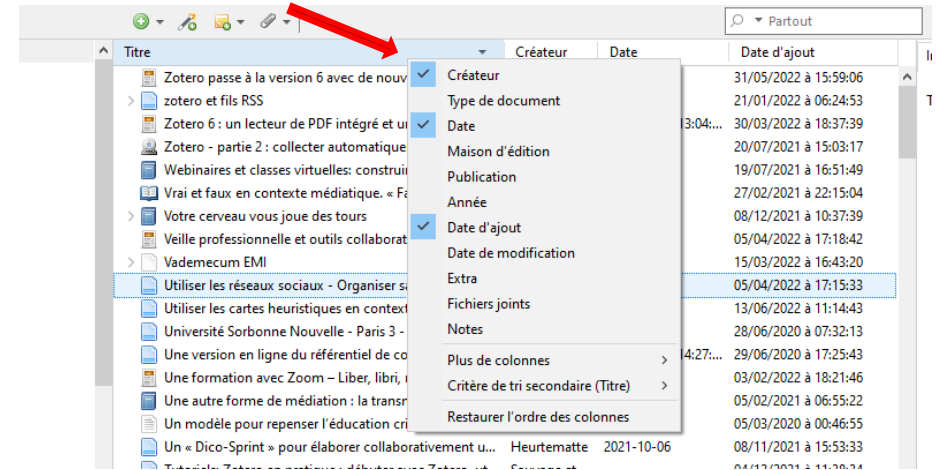 Partout
Titre Créateur Date Date d'ajout
Zotero passe à la version 6 avec de nouv 31/05/2022 à 15:59:06
zotero et fils RSS 21/01/2022 à 06:24:53
Zotero 6 : un lecteur de PDF intégré et 13:04:... 30/03/2022 à 18:37:39
Zotero - partie 2 : collecter automatique 20/07/2021 à 15:03:17
Webinaires et classes virtuelles: construi 19/07/2021 à 16:51:49
Vrai et faux en contexte médiatique. « Fa 27/02/2021 à 22:15:04
Votre cerveau vous joue des tours 08/12/2021 à 10:37:39
Veille professionnelle et outils collaborat 05/04/2022 à 17:18:42
Vademecum EMI 15/03/2022 à 16:43:20
Utiliser les réseaux sociaux - Organiser sa 05/04/2022 à 17:15:33
Utiliser les cartes heuristiques en context 13/06/2022 à 11:14:43
Université Sorbonne Nouvelle - Paris 3 - 28/06/2020 à 07:32:13
Une version en ligne du référentiel de co 14:27:... 29/06/2020 à 17:25:43
Une formation avec Zoom – Liber, libri, 03/02/2022 à 18:21:46
Une autre forme de médiation : la transr 05/02/2021 à 06:55:22
Un modèle pour repenser l'éducation cri 05/03/2020 à 00:46:55
Un « Dico-Sprint » pour élaborer collaborativement u... Heurtematte 2021-10-06 08/11/2021 à 15:53:33
Créateur
Type de document
Date
Maison d'édition
Publication
Année
Date d'ajout
Date de modification
Extra
Fichiers joints
Notes
Plus de colonnes
Critère de tri secondaire (Titre)
Restaurer l'ordre des colonnes